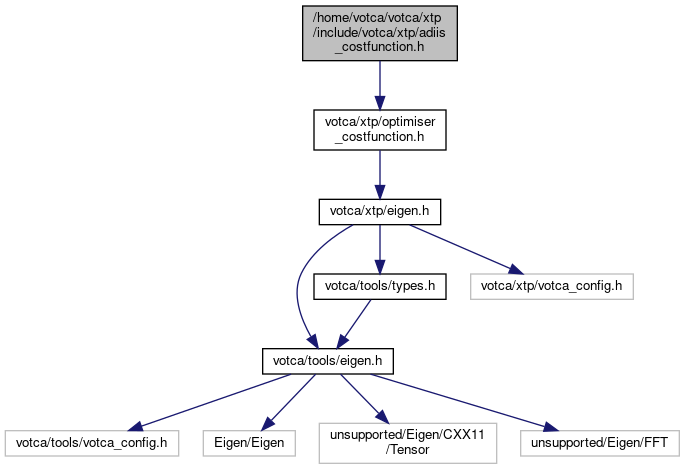 /home/votca/votca/xtp
/include/votca/xtp/adiis
_costfunction.h
votca/xtp/optimiser
_costfunction.h
votca/xtp/eigen.h
votca/tools/types.h
votca/xtp/votca_config.h
votca/tools/eigen.h
votca/tools/votca_config.h
Eigen/Eigen
unsupported/Eigen/CXX11
/Tensor
unsupported/Eigen/FFT